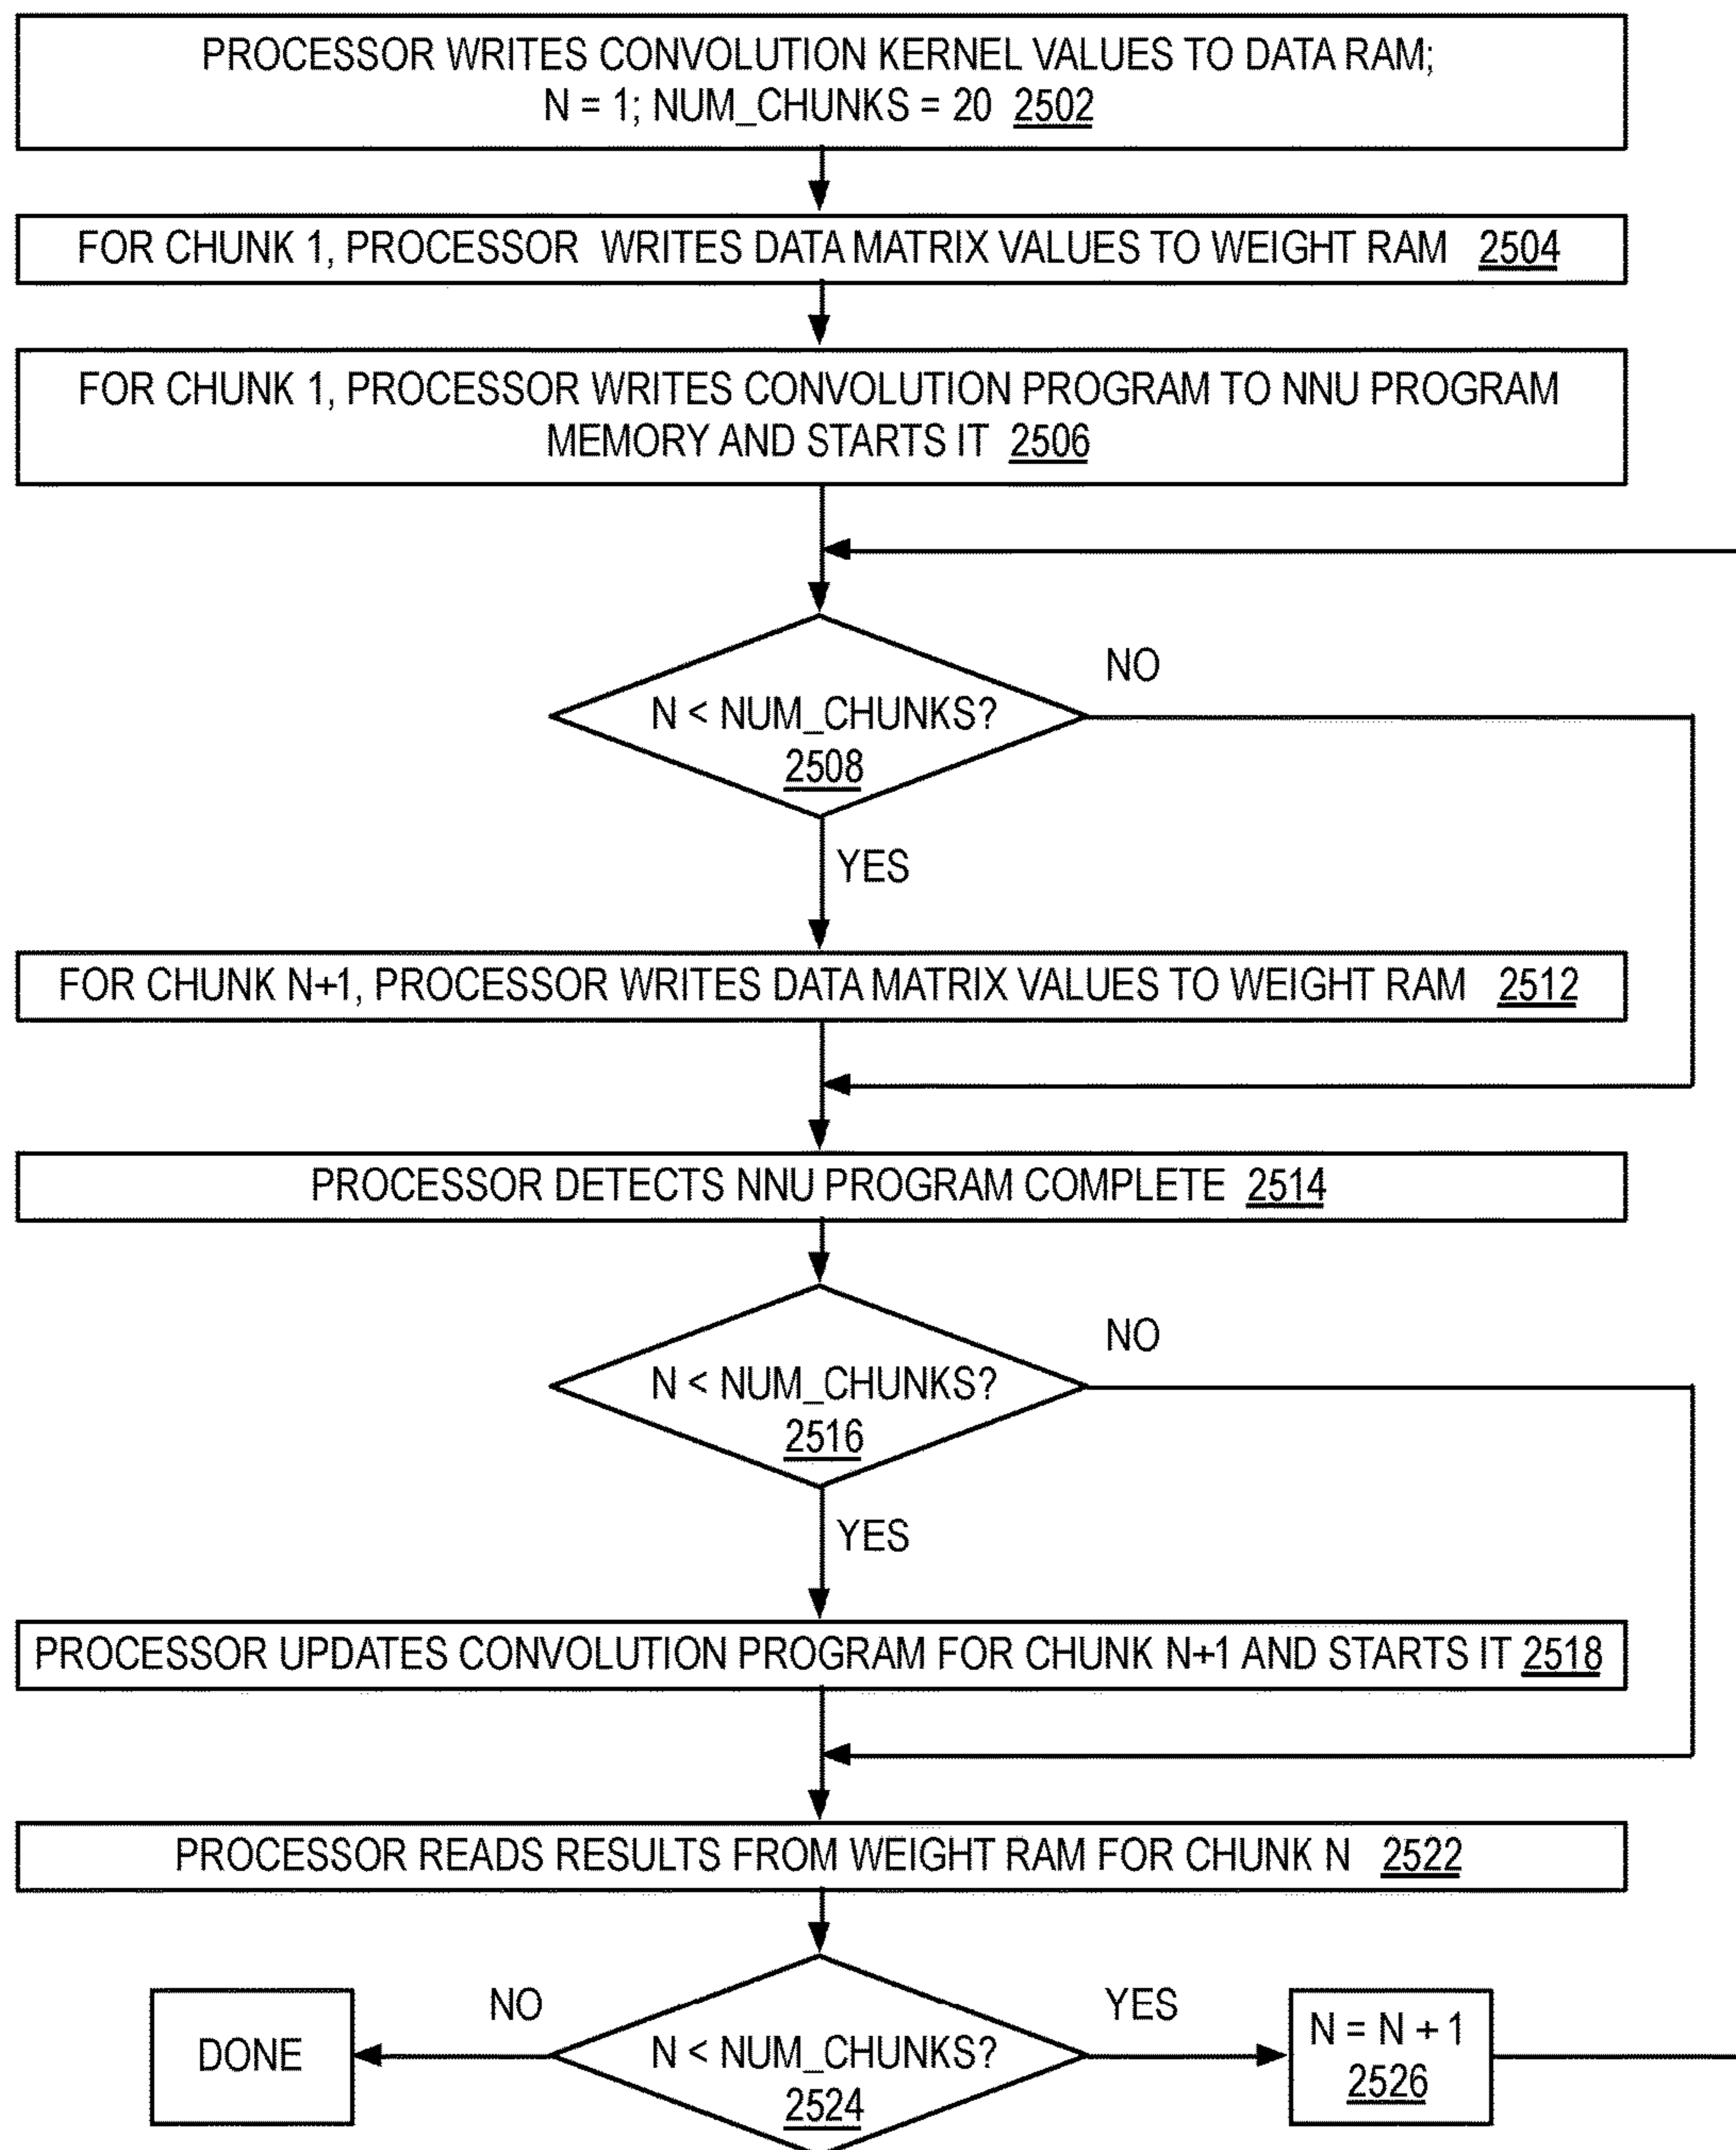 PROCESSOR WRITES CONVOLUTION KERNEL VALUES TO DATA RAM;
N = 1; NUM_CHUNKS = 20 2502
FOR CHUNK 1, PROCESSOR WRITES DATA MATRIX VALUES TO WEIGHT RAM 2504
FOR CHUNK 1, PROCESSOR WRITES CONVOLUTION PROGRAM TO NNU PROGRAM
MEMORY AND STARTS IT 2506
NO
N < NUM_CHUNKS?
2508
YES
FOR CHUNK N+1, PROCESSOR WRITES DATA MATRIX VALUES TO WEIGHT RAM 2512
PROCESSOR DETECTS NNU PROGRAM COMPLETE 2514
NO
N < NUM_CHUNKS?
2516
YES
PROCESSOR UPDATES CONVOLUTION PROGRAM FOR CHUNK N+1 AND STARTS IT 2518
PROCESSOR READS RESULTS FROM WEIGHT RAM FOR CHUNK N 2522
NO
YES
DONE
N < NUM_CHUNKS?
2524
N = N + 1
2526